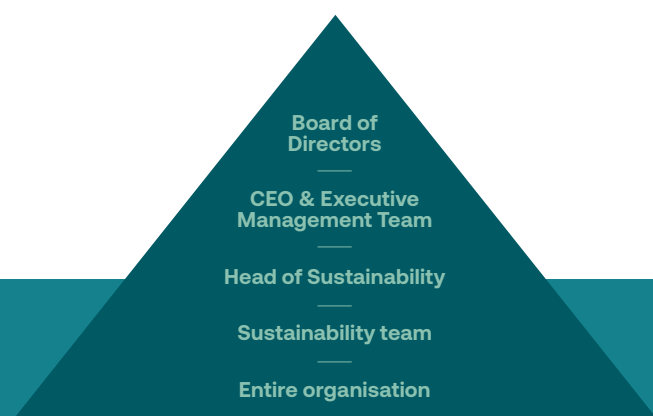 Board of
Directors
CEO & Executive
Management Team
Head of Sustainability
Sustainability team
Entire organisation